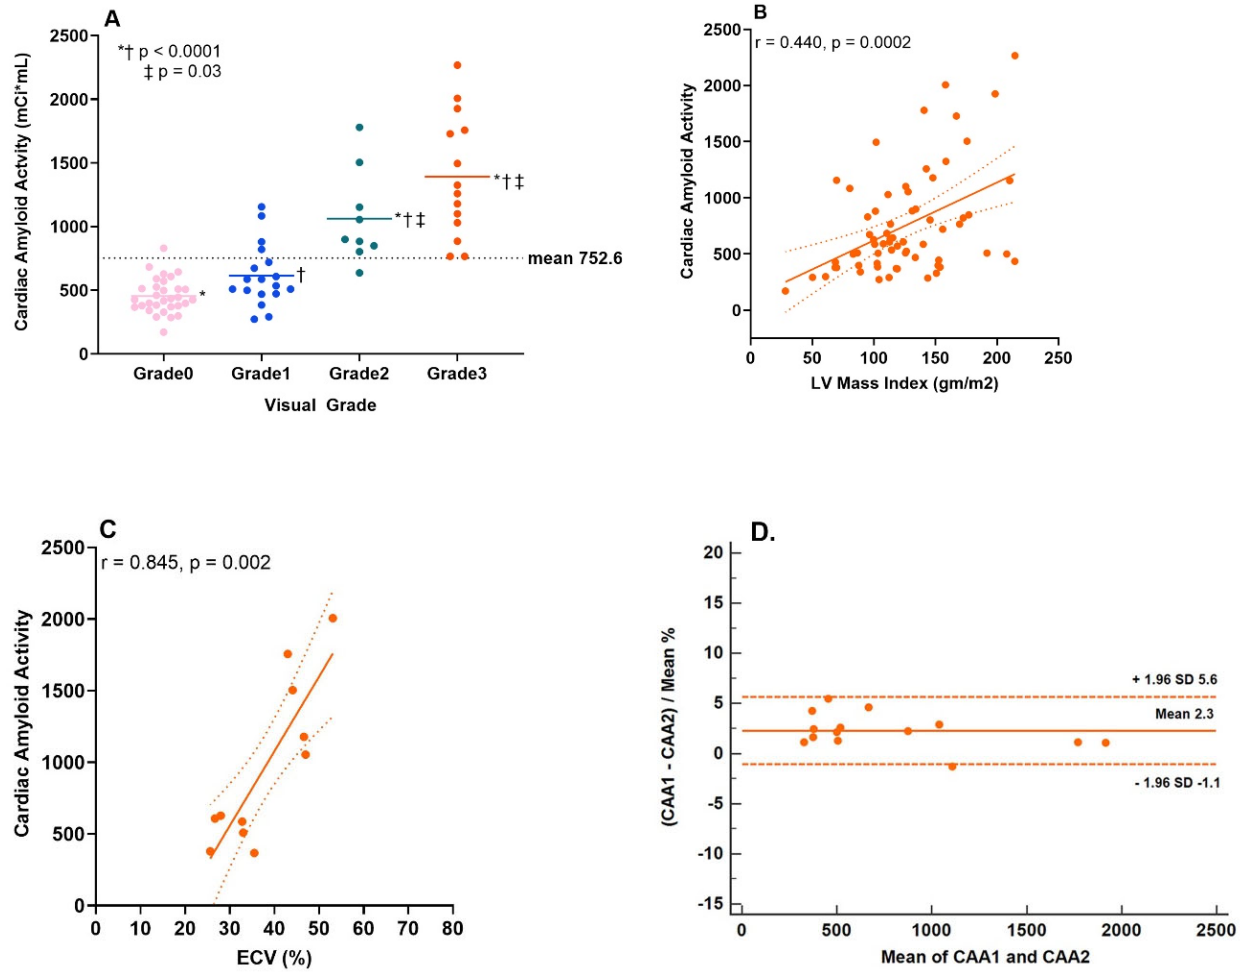 A
Cardiac Amyloid Actvity (mCi*mL)
2500
2000
1500
1000
500
0
*† p < 0.0001
‡ p = 0.03
*
†
*†‡
*†‡
mean 752.6
Grade0 Grade1 Grade2 Grade3
Visual Grade
B
Cardiac Amyloid Activity
2500
2000
1500
1000
500
0
r = 0.440, p = 0.0002
0 50 100 150 200 250
LV Mass Index (gm/m2)
C
Cardiac Amyloid Activity
2500
2000
1500
1000
500
0
r = 0.845, p = 0.002
0 10 20 30 40 50 60 70 80
ECV (%)
D.
(CAA1 - CAA2) / Mean %
20
15
10
5
0
-5
-10
-15
+ 1.96 SD 5.6
Mean 2.3
- 1.96 SD -1.1
0 500 1000 1500 2000 2500
Mean of CAA1 and CAA2